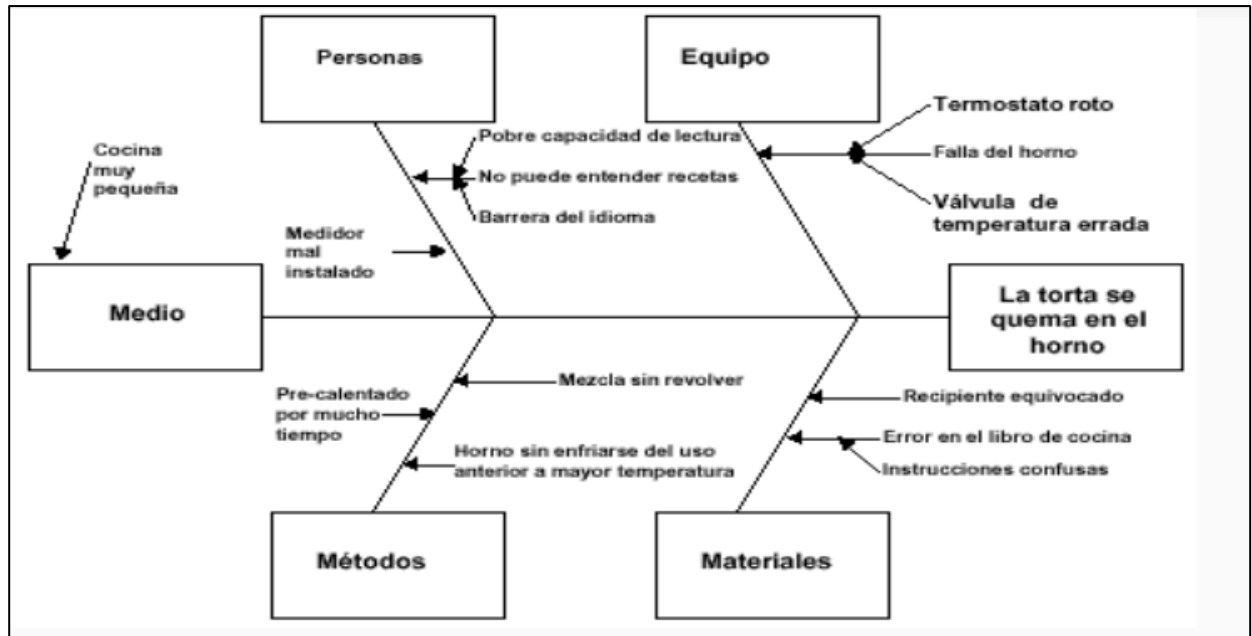 Personas
Equipo
Termostato roto
Pobre capacidad de lectura
Cocina
muy
pequeña
Falla del horno
No puede entender recetas
Válvula de
temperatura errada
Barrera del idioma
Medidor
mal
instalado
Medio
La torta se
quema en el
horno
Mezcla sin revolver
Pre-calentado
por mucho
tiempo
Recipiente equivocado
Error en el libro de cocina
Horno sin enfriarse del uso
anterior a mayor temperatura
Instrucciones confusas
Métodos
Materiales